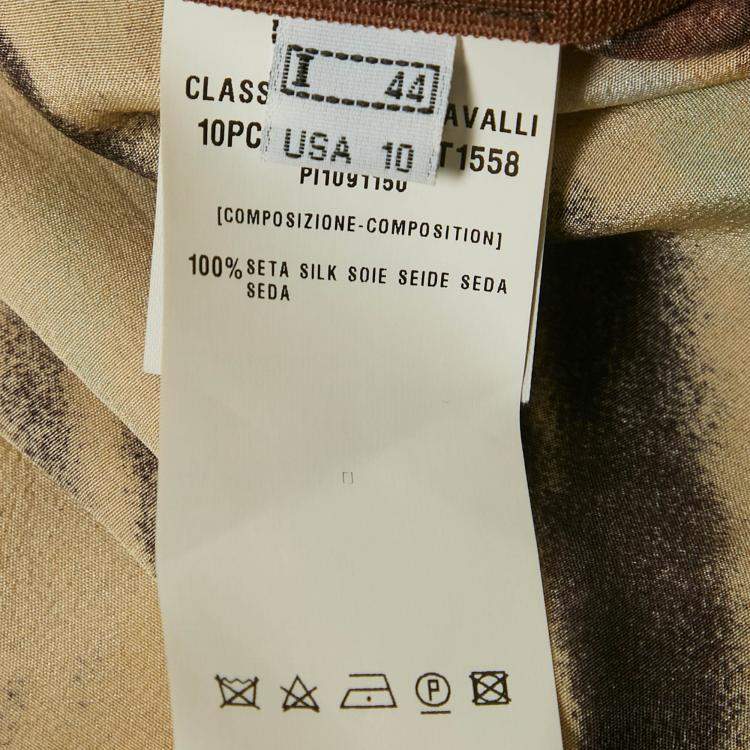 I 44
USA 10
CLASS AVALLI
10PC T1558
PI1091150
[COMPOSIZIONE-COMPOSITION]
100% SETA SILK SOIE SEIDE SEDA
SEDA
P